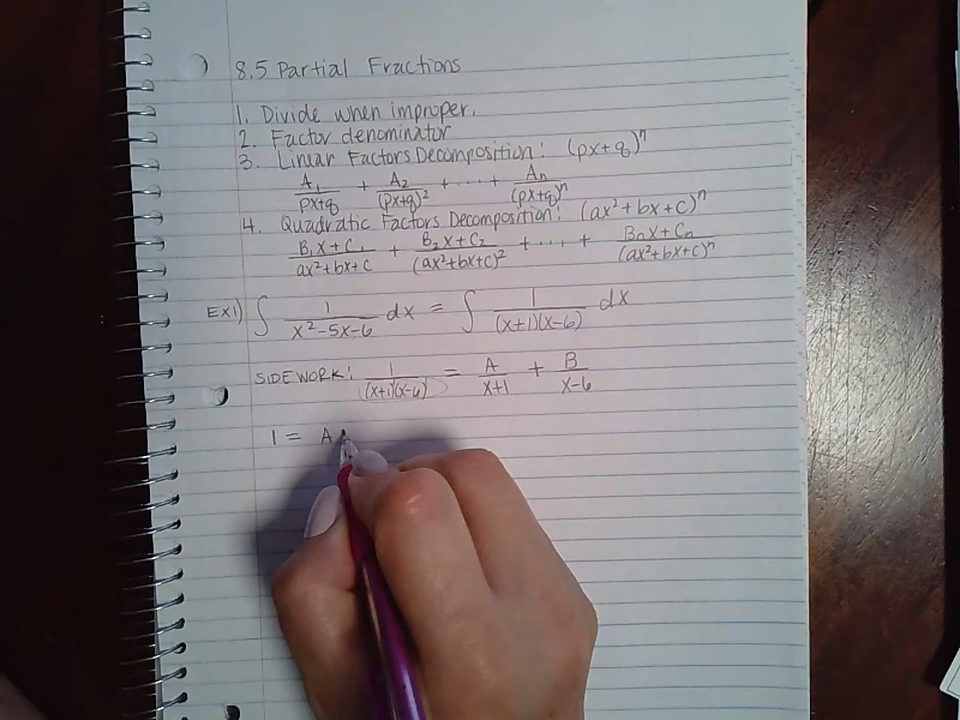 8.5 Partial Fractions
1. Divide when improper.
2. Factor denominator
3. Linear Factors Decomposition: (px+q)^n
A₁/(px+q) + A₂/(px+q)² + ... + Aₙ/(px+q)^n
4. Quadratic Factors Decomposition: (ax²+bx+c)^n
(B₁x+C₁)/(ax²+bx+c) + (B₂x+C₂)/(ax²+bx+c)² + ... + (Bₙx+Cₙ)/(ax²+bx+c)^n
Ex1) ∫ 1/(x²-5x-6) dx = ∫ 1/((x+1)(x-6)) dx
SIDEWORK: 1/((x+1)(x-6)) = A/(x+1) + B/(x-6)
1 = A